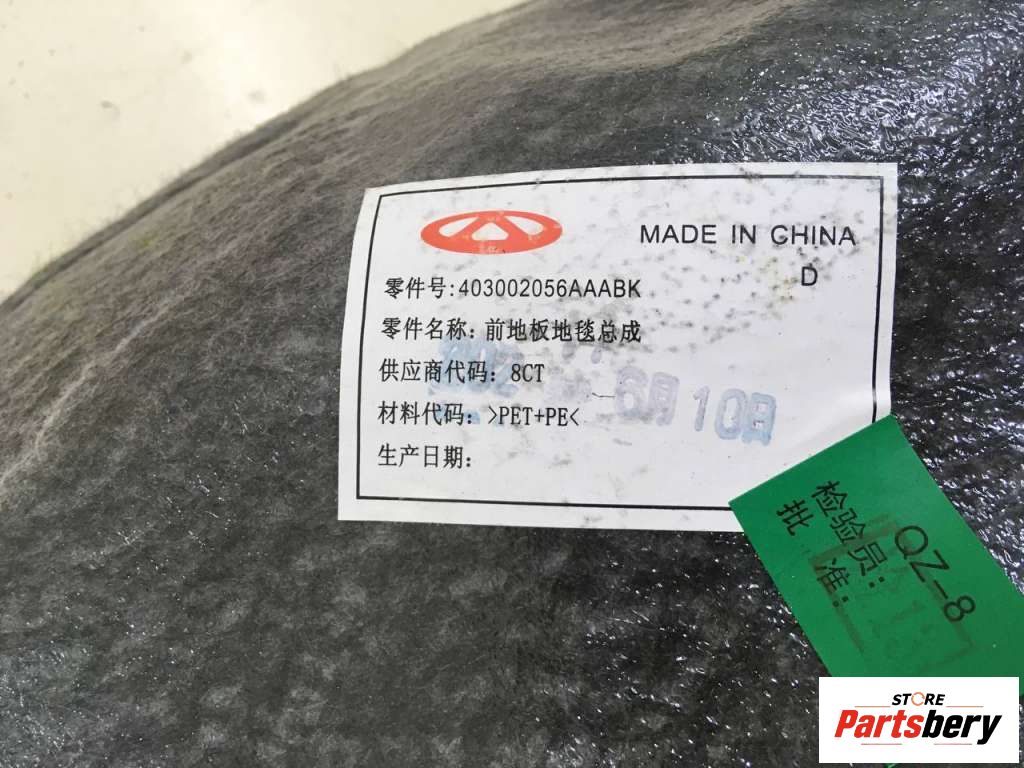 MADE IN CHINA
D
零件号:403002056AAABK
零件名称: 前地板地毯总成
供应商代码: 8CT
材料代码: >PET+PE<
6月10日
生产日期:
QZ-8
检验员:
批 准:
STORE
Partsbery